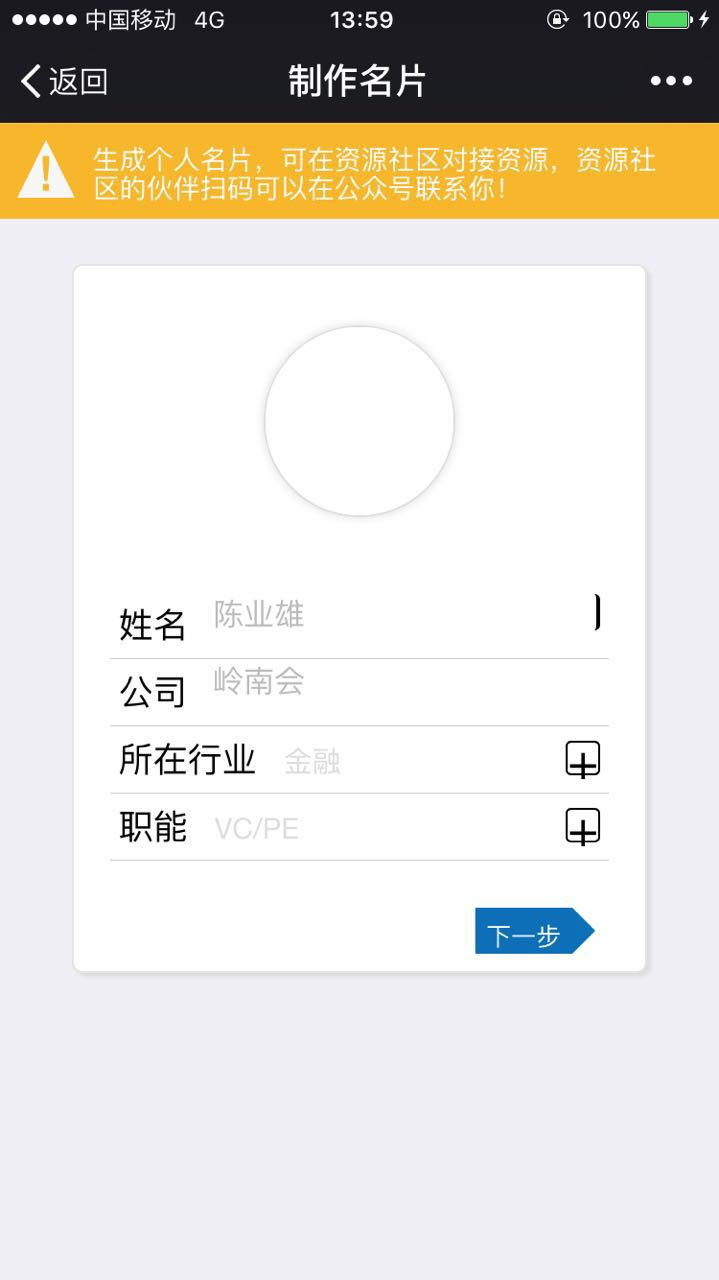 中国移动 4G 13:59 100%
返回 制作名片
生成个人名片，可在资源社区对接资源，资源社
区的伙伴扫码可以在公众号联系你！
姓名 陈业雄
公司 岭南会
所在行业 金融
职能 VC/PE
下一步